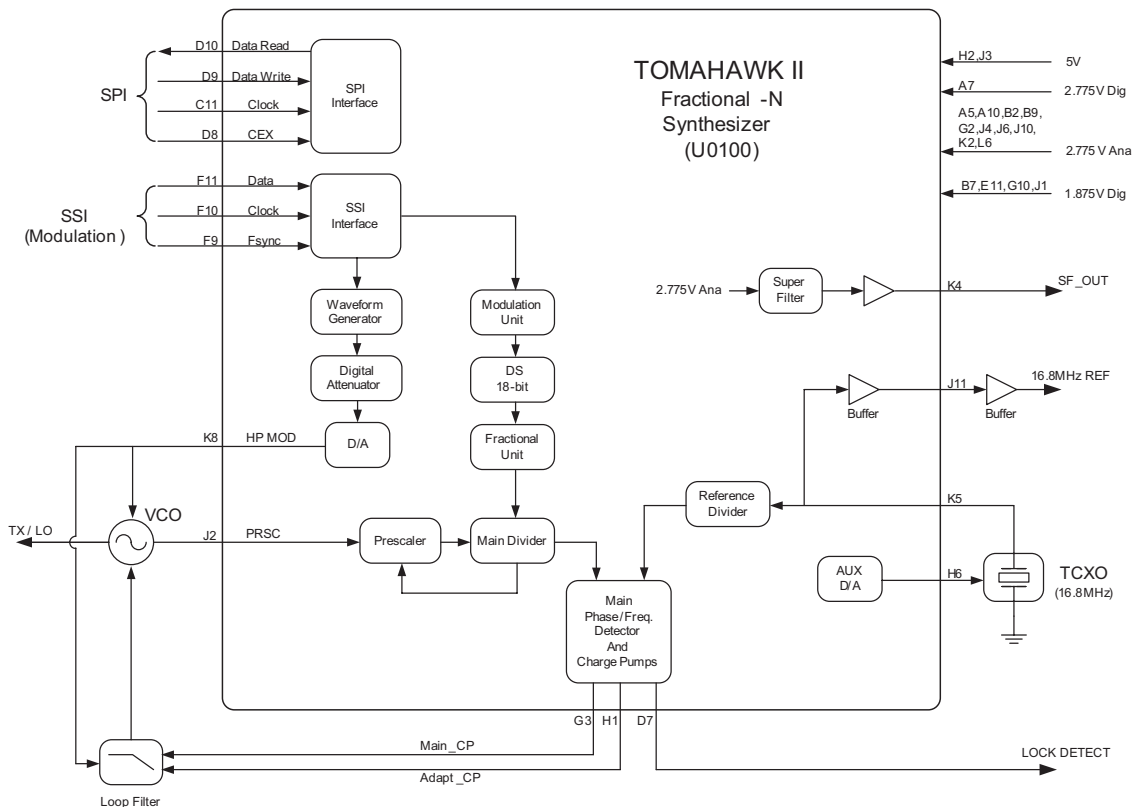 TOMAHAWK II
Fractional -N
Synthesizer
(U0100)
SPI
D10 Data Read
D9 Data Write
C11 Clock
D8 CEX
SPI
Interface
SSI
(Modulation )
F11 Data
F10 Clock
F9 Fsync
SSI
Interface
H2,J3 5V
A7 2.775V Dig
A5,A10,B2,B9,
G2,J4,J6,J10,
K2,L6 2.775 V Ana
B7,E11,G10,J1 1.875V Dig
Waveform
Generator
Digital
Attenuator
D/A
K8 HP MOD
Modulation
Unit
DS
18-bit
Fractional
Unit
2.775V Ana
Super
Filter
K4 SF_OUT
Buffer
J11
Buffer
16.8MHz REF
Reference
Divider
K5
TX / LO
VCO
J2 PRSC
Prescaler
Main Divider
AUX
D/A
H6
TCXO
(16.8MHz)
Main
Phase/Freq.
Detector
And
Charge Pumps
G3 H1 D7
Main _CP
Adapt _CP
LOCK DETECT
Loop Filter